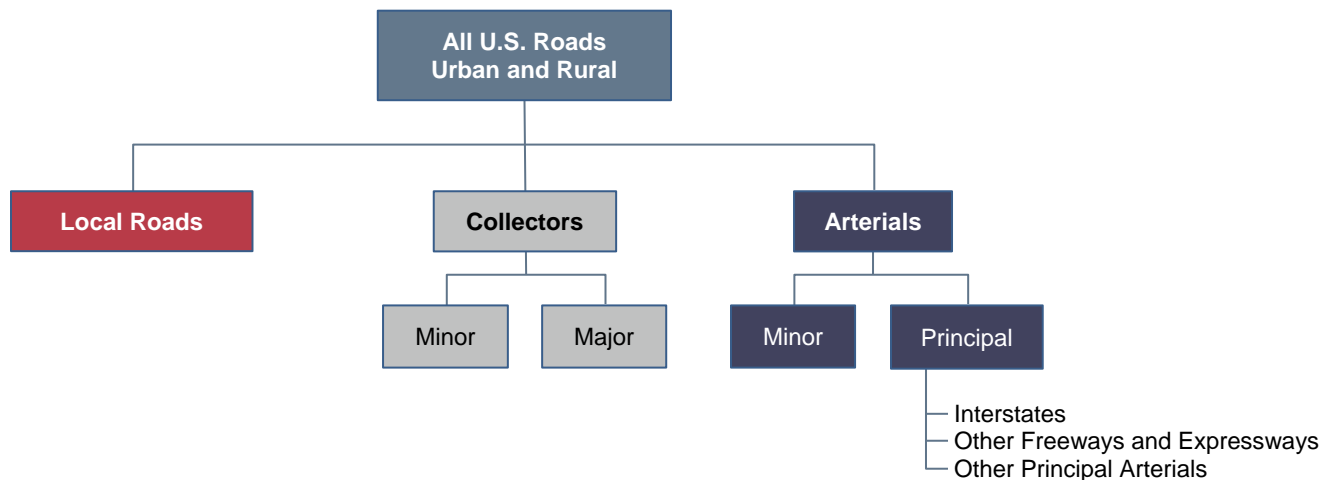 All U.S. Roads
Urban and Rural
Local Roads
Collectors
Arterials
Minor
Major
Minor
Principal
Interstates
Other Freeways and Expressways
Other Principal Arterials